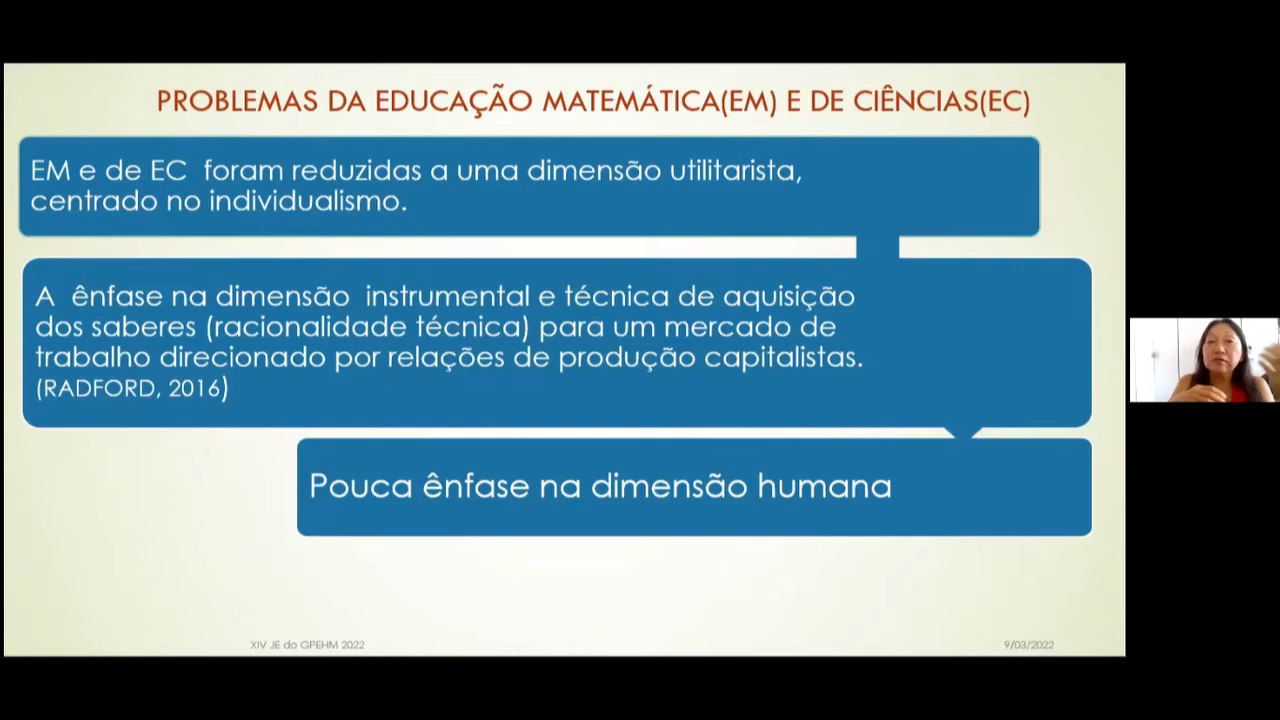 PROBLEMAS DA EDUCAÇÃO MATEMÁTICA(EM) E DE CIÊNCIAS(EC)
EM e de EC foram reduzidas a uma dimensão utilitarista,
centrado no individualismo.
A ênfase na dimensão instrumental e técnica de aquisição
dos saberes (racionalidade técnica) para um mercado de
trabalho direcionado por relações de produção capitalistas.
(RADFORD, 2016)
Pouca ênfase na dimensão humana
XIV JE do GPEHM 2022
9/03/2022